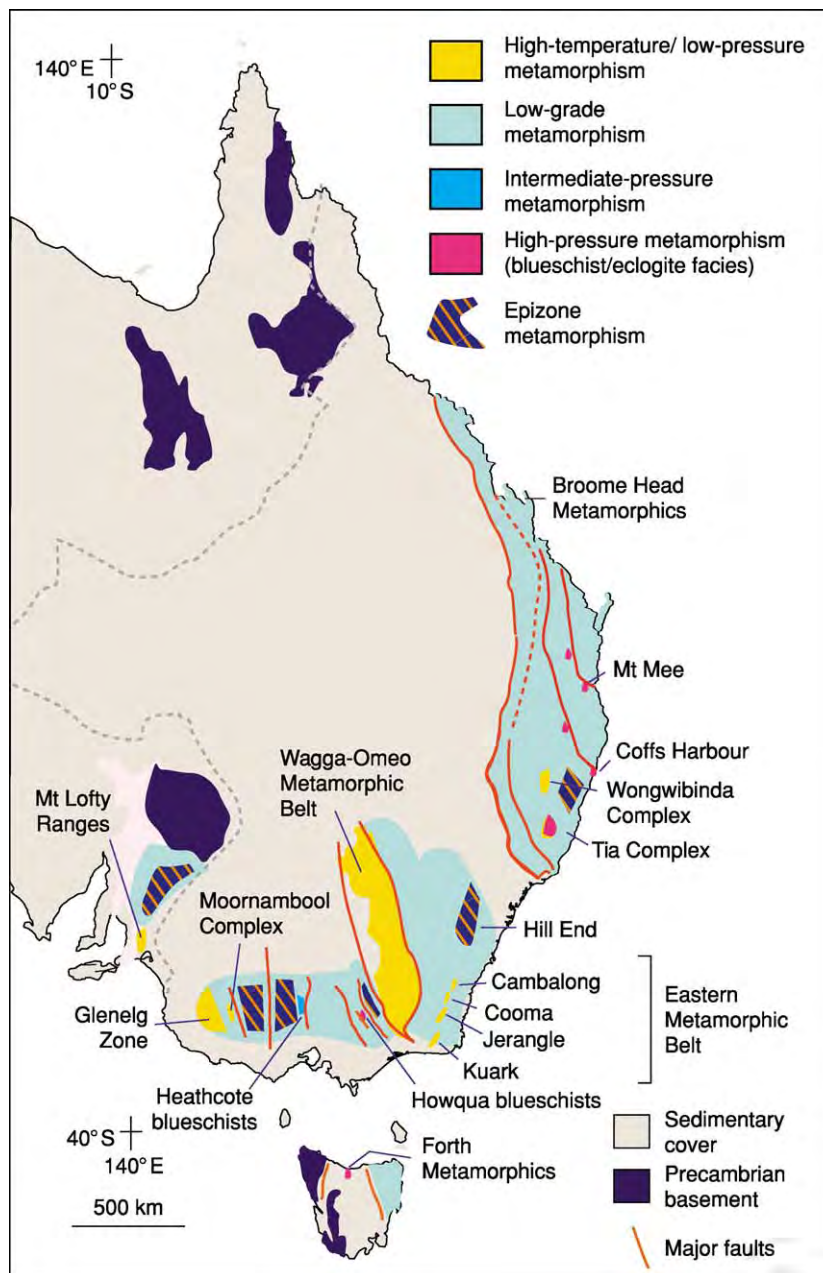 140° E
10° S
High-temperature/ low-pressure
metamorphism
Low-grade
metamorphism
Intermediate-pressure
metamorphism
High-pressure metamorphism
(blueschist/eclogite facies)
Epizone
metamorphism
Broome Head
Metamorphics
Mt Mee
Coffs Harbour
Wongwibinda
Complex
Tia Complex
Wagga-Omeo
Metamorphic
Belt
Mt Lofty
Ranges
Moornambool
Complex
Hill End
Cambalong
Cooma
Jerangle
Kuark
Eastern
Metamorphic
Belt
Glenelg
Zone
Heathcote
blueschists
Howqua blueschists
Forth
Metamorphics
40° S
140° E
500 km
Sedimentary
cover
Precambrian
basement
Major faults